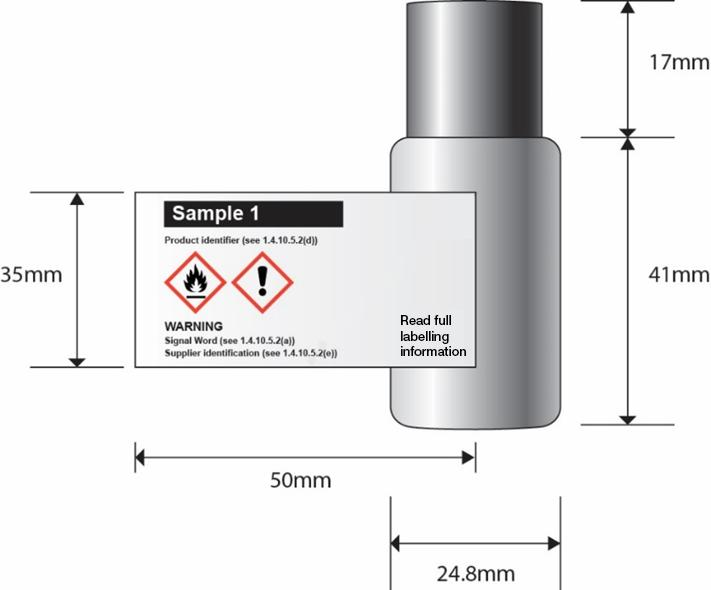 17mm
Sample 1
Product identifier (see 1.4.10.5.2(d))
35mm
41mm
WARNING
Signal Word (see 1.4.10.5.2(a))
Supplier identification (see 1.4.10.5.2(e))
Read full
labelling
information
50mm
24.8mm